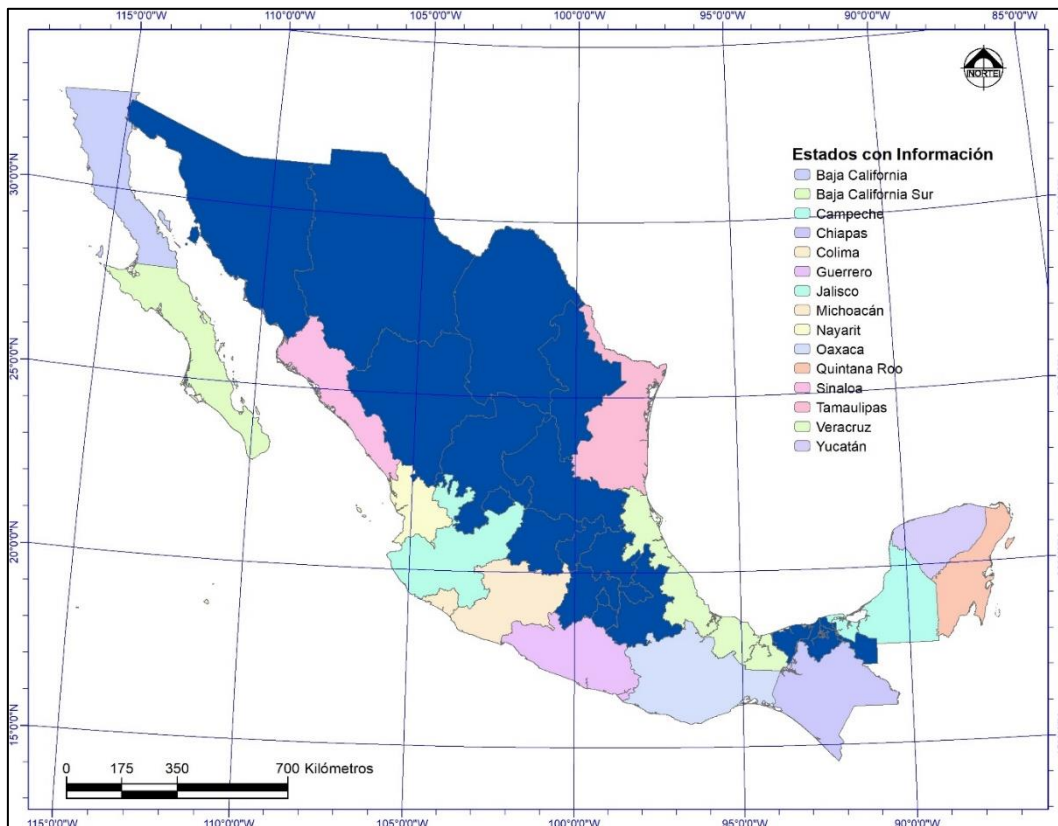 115°0'0"W
110°0'0"W
105°0'0"W
100°0'0"W
95°0'0"W
90°0'0"W
85°0'0"W
NORTE
Estados con Información
Baja California
Baja California Sur
Campeche
Chiapas
Colima
Guerrero
Jalisco
Michoacán
Nayarit
Oaxaca
Quintana Roo
Sinaloa
Tamaulipas
Veracruz
Yucatán
30°0'0"N
25°0'0"N
20°0'0"N
15°0'0"N
0 175 350 700 Kilómetros
115°0'0"W
110°0'0"W
105°0'0"W
100°0'0"W
95°0'0"W
90°0'0"W